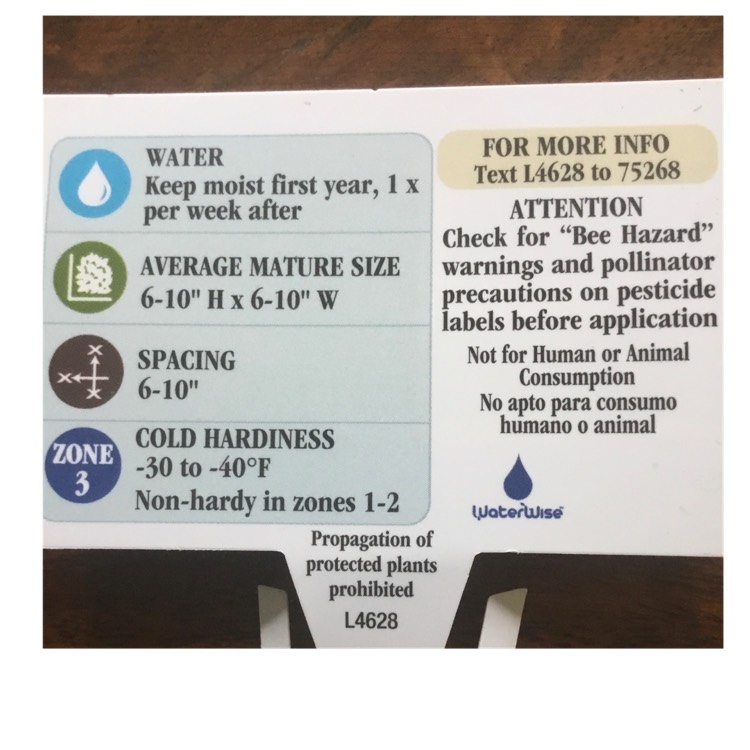 WATER
Keep moist first year, 1 x
per week after
AVERAGE MATURE SIZE
6-10" H x 6-10" W
SPACING
6-10"
ZONE
3
COLD HARDINESS
-30 to -40°F
Non-hardy in zones 1-2
FOR MORE INFO
Text L4628 to 75268
ATTENTION
Check for “Bee Hazard”
warnings and pollinator
precautions on pesticide
labels before application
Not for Human or Animal
Consumption
No apto para consumo
humano o animal
WaterWise
Propagation of
protected plants
prohibited
L4628